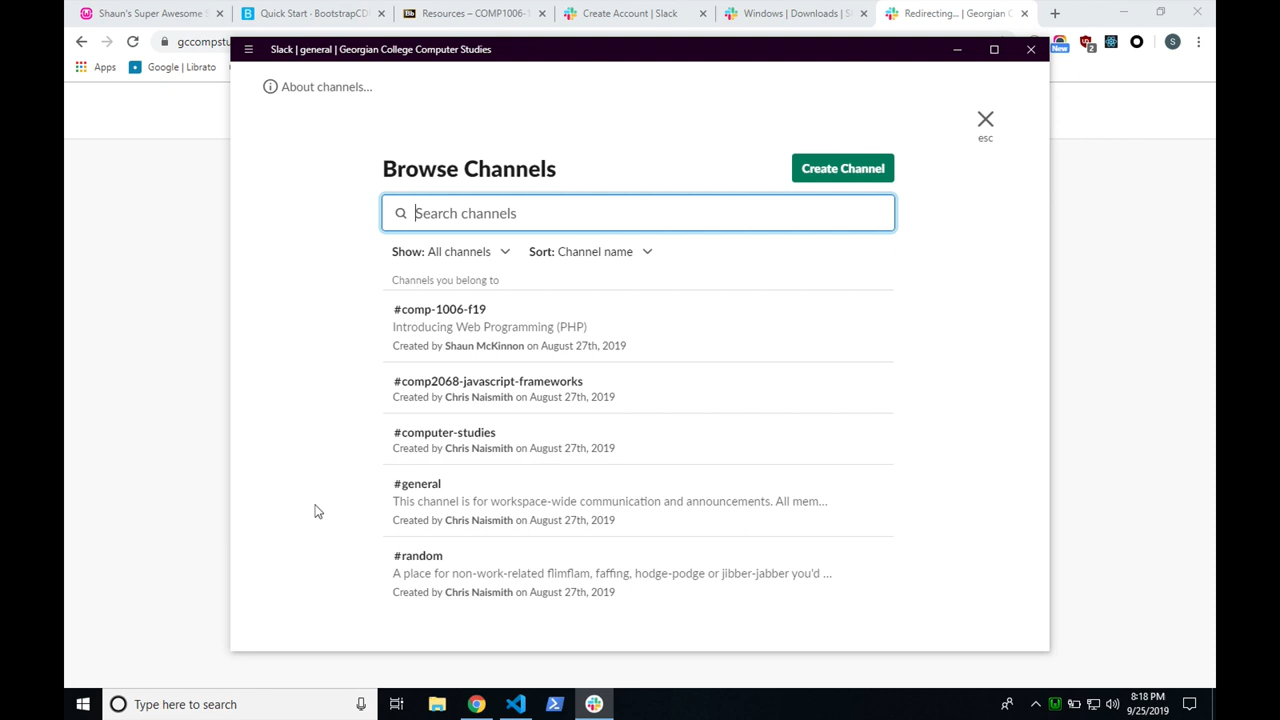 Shaun's Super Awesome
Quick Start · BootstrapCD
Resources – COMP1006-1
Create Account | Slack
Windows | Downloads | S
Redirecting... | Georgian C
gccompstu
New
2
S
Apps
Google | Librato
Slack | general | Georgian College Computer Studies
About channels...
esc
Browse Channels
Create Channel
Search channels
Show: All channels
Sort: Channel name
Channels you belong to
#comp-1006-f19
Introducing Web Programming (PHP)
Created by Shaun McKinnon on August 27th, 2019
#comp2068-javascript-frameworks
Created by Chris Naismith on August 27th, 2019
#computer-studies
Created by Chris Naismith on August 27th, 2019
#general
This channel is for workspace-wide communication and announcements. All mem...
Created by Chris Naismith on August 27th, 2019
#random
A place for non-work-related flimflam, faffing, hodge-podge or jibber-jabber you'd ...
Created by Chris Naismith on August 27th, 2019
Type here to search
8:18 PM
9/25/2019